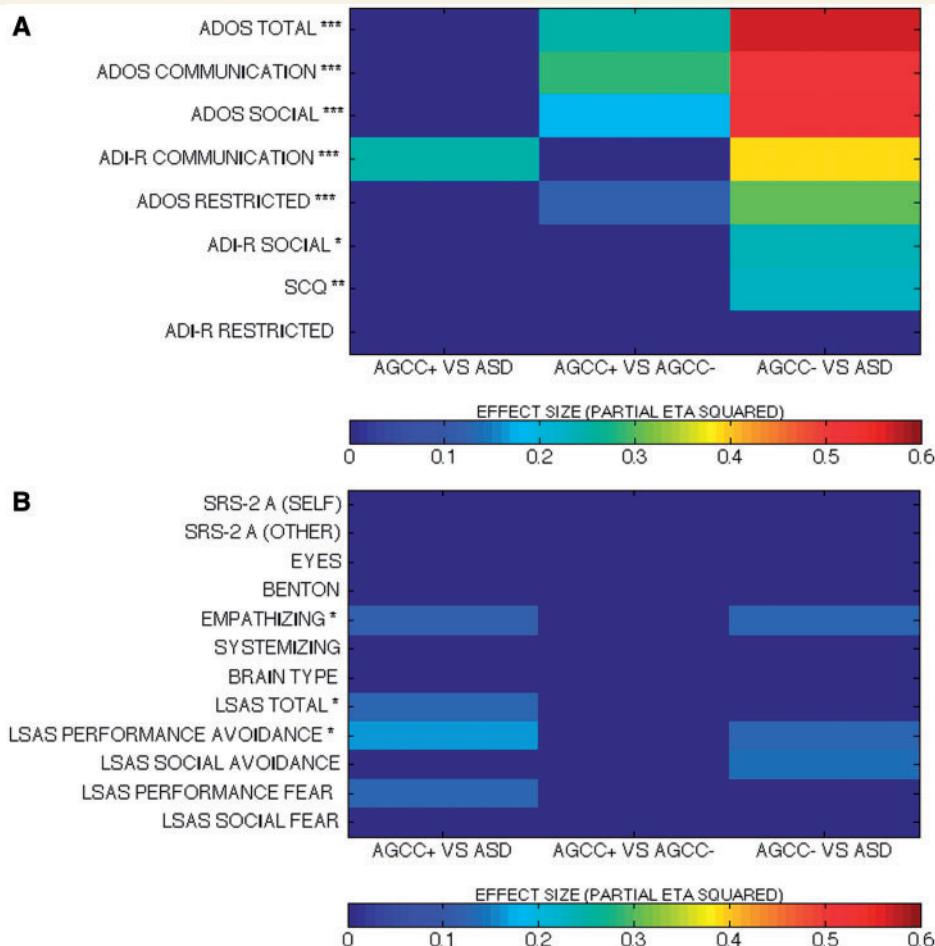 A
ADOS TOTAL ***
ADOS COMMUNICATION ***
ADOS SOCIAL ***
ADI-R COMMUNICATION ***
ADOS RESTRICTED ***
ADI-R SOCIAL *
SCQ **
ADI-R RESTRICTED
AGCC+ VS ASD AGCC+ VS AGCC- AGCC- VS ASD
EFFECT SIZE (PARTIAL ETA SQUARED)
0 0.1 0.2 0.3 0.4 0.5 0.6
B
SRS-2 A (SELF)
SRS-2 A (OTHER)
EYES
BENTON
EMPATHIZING *
SYSTEMIZING
BRAIN TYPE
LSAS TOTAL *
LSAS PERFORMANCE AVOIDANCE *
LSAS SOCIAL AVOIDANCE
LSAS PERFORMANCE FEAR
LSAS SOCIAL FEAR
AGCC+ VS ASD AGCC+ VS AGCC- AGCC- VS ASD
EFFECT SIZE (PARTIAL ETA SQUARED)
0 0.1 0.2 0.3 0.4 0.5 0.6